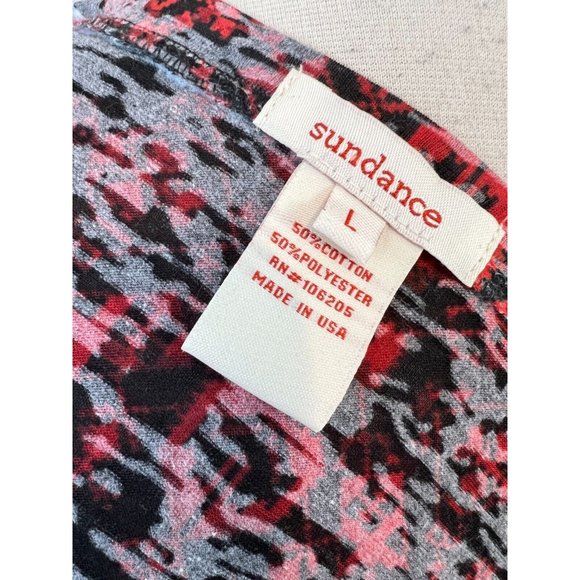 sundance
L
50%COTTON
50%POLYESTER
RN#106205
MADE IN USA